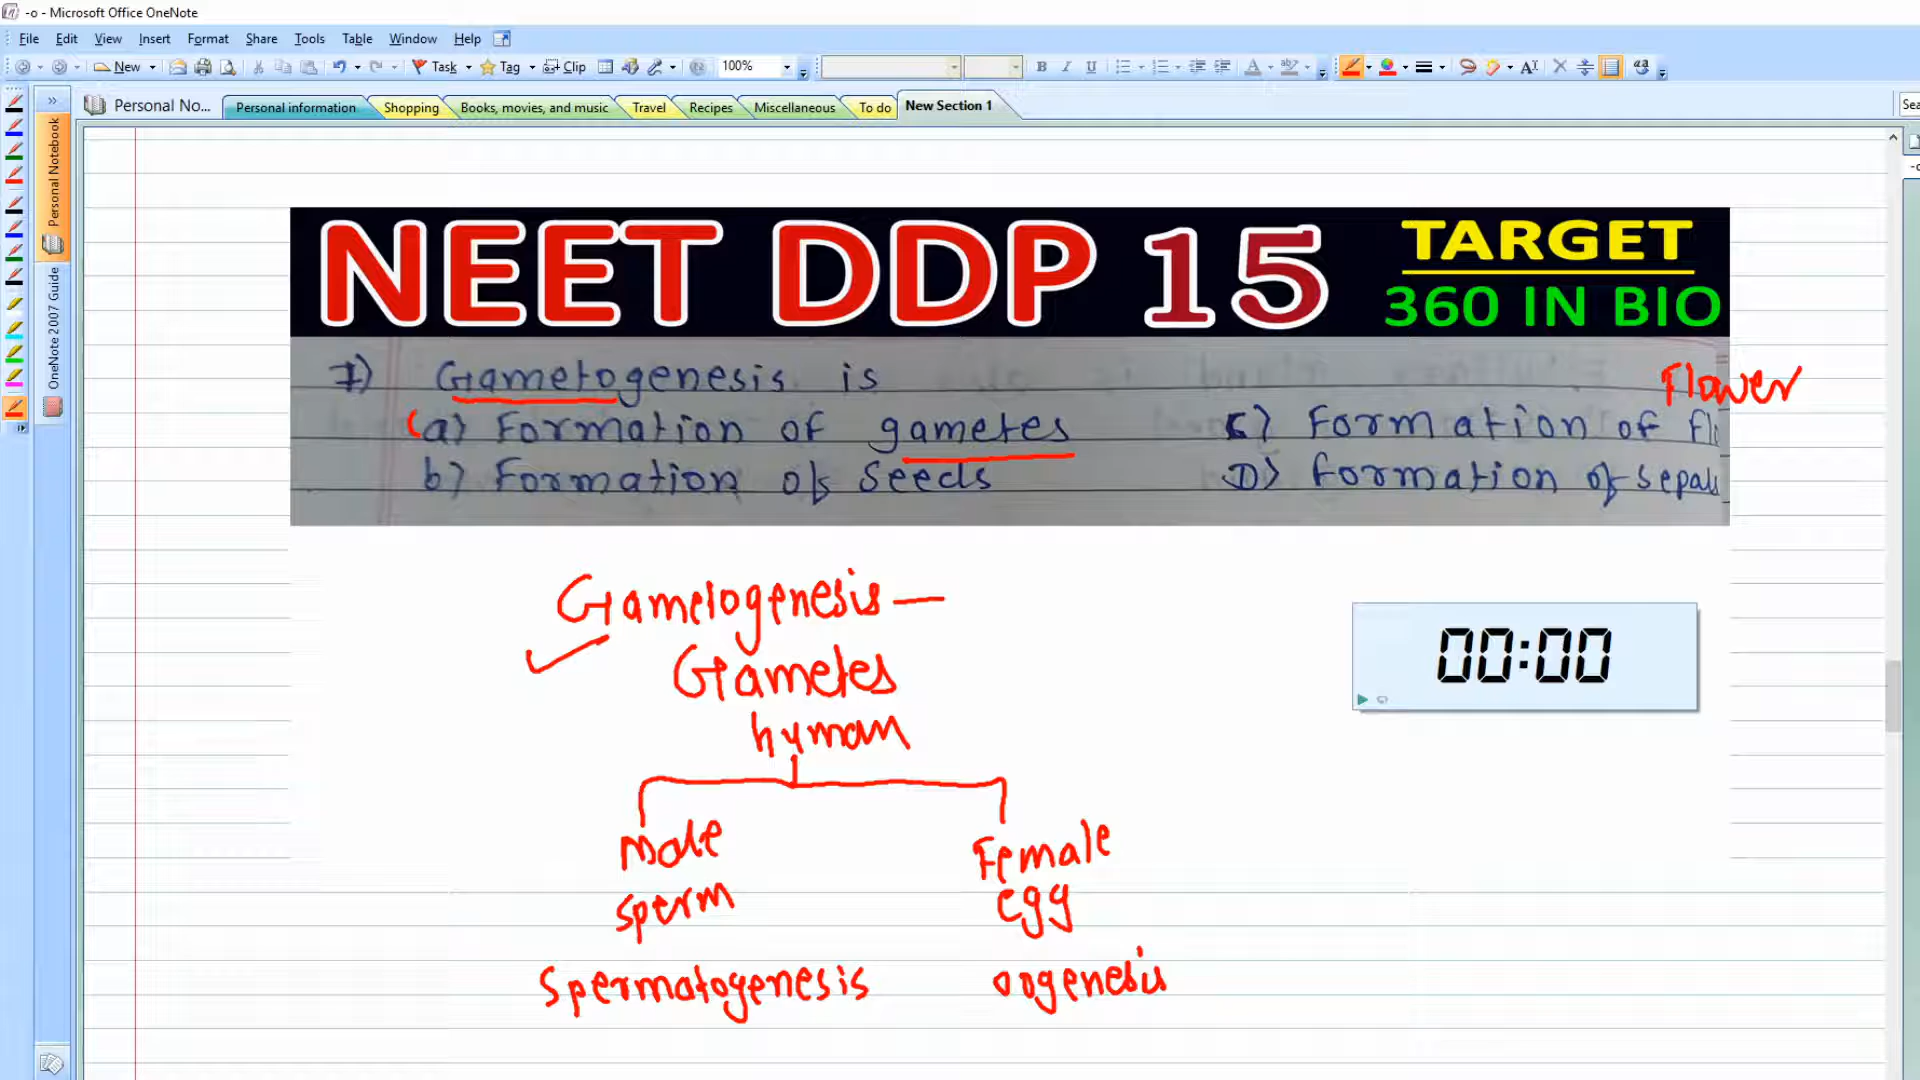 -o - Microsoft Office OneNote
File Edit View Insert Format Share Tools Table Window Help
New Task Tag Clip 100% B I U A ab A
Personal No... Personal information Shopping Books, movies, and music Travel Recipes Miscellaneous To do New Section 1 Sea
Personal Notebook
OneNote 2007 Guide
-o
NEET DDP 15 TARGET
360 IN BIO
7) Gametogenesis is
Flower
(a) Formation of gametes C) Formation of fl
b) Formation of seeds D) formation of sepals
Gametogenesis —
Gametes
human
Male Female
sperm egg
Spermatogenesis oogenesis
00:00